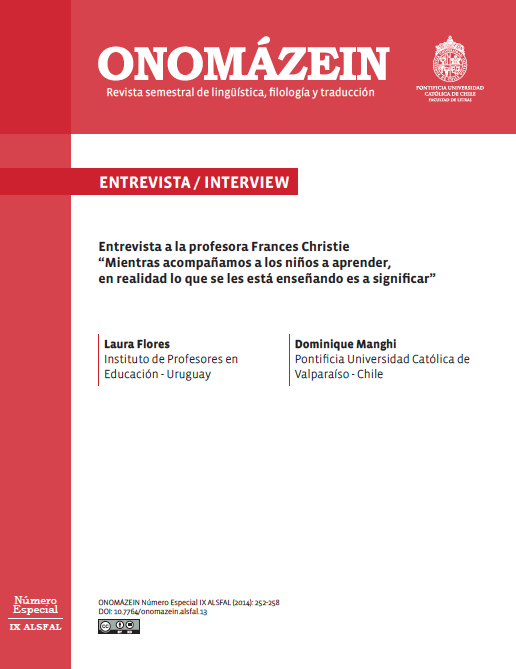 ONOMÁZEIN
Revista semestral de lingüística, filología y traducción
PONTIFICIA UNIVERSIDAD
CATÓLICA DE CHILE
FACULTAD DE LETRAS
ENTREVISTA / INTERVIEW
Entrevista a la profesora Frances Christie
“Mientras acompañamos a los niños a aprender,
en realidad lo que se les está enseñando es a significar”
Laura Flores
Instituto de Profesores en
Educación - Uruguay
Dominique Manghi
Pontificia Universidad Católica de
Valparaíso - Chile
Número
Especial
IX ALSFAL
ONOMÁZEIN Número Especial IX ALSFAL (2014): 252-258
DOI: 10.7764/onomazein.alsfal.13